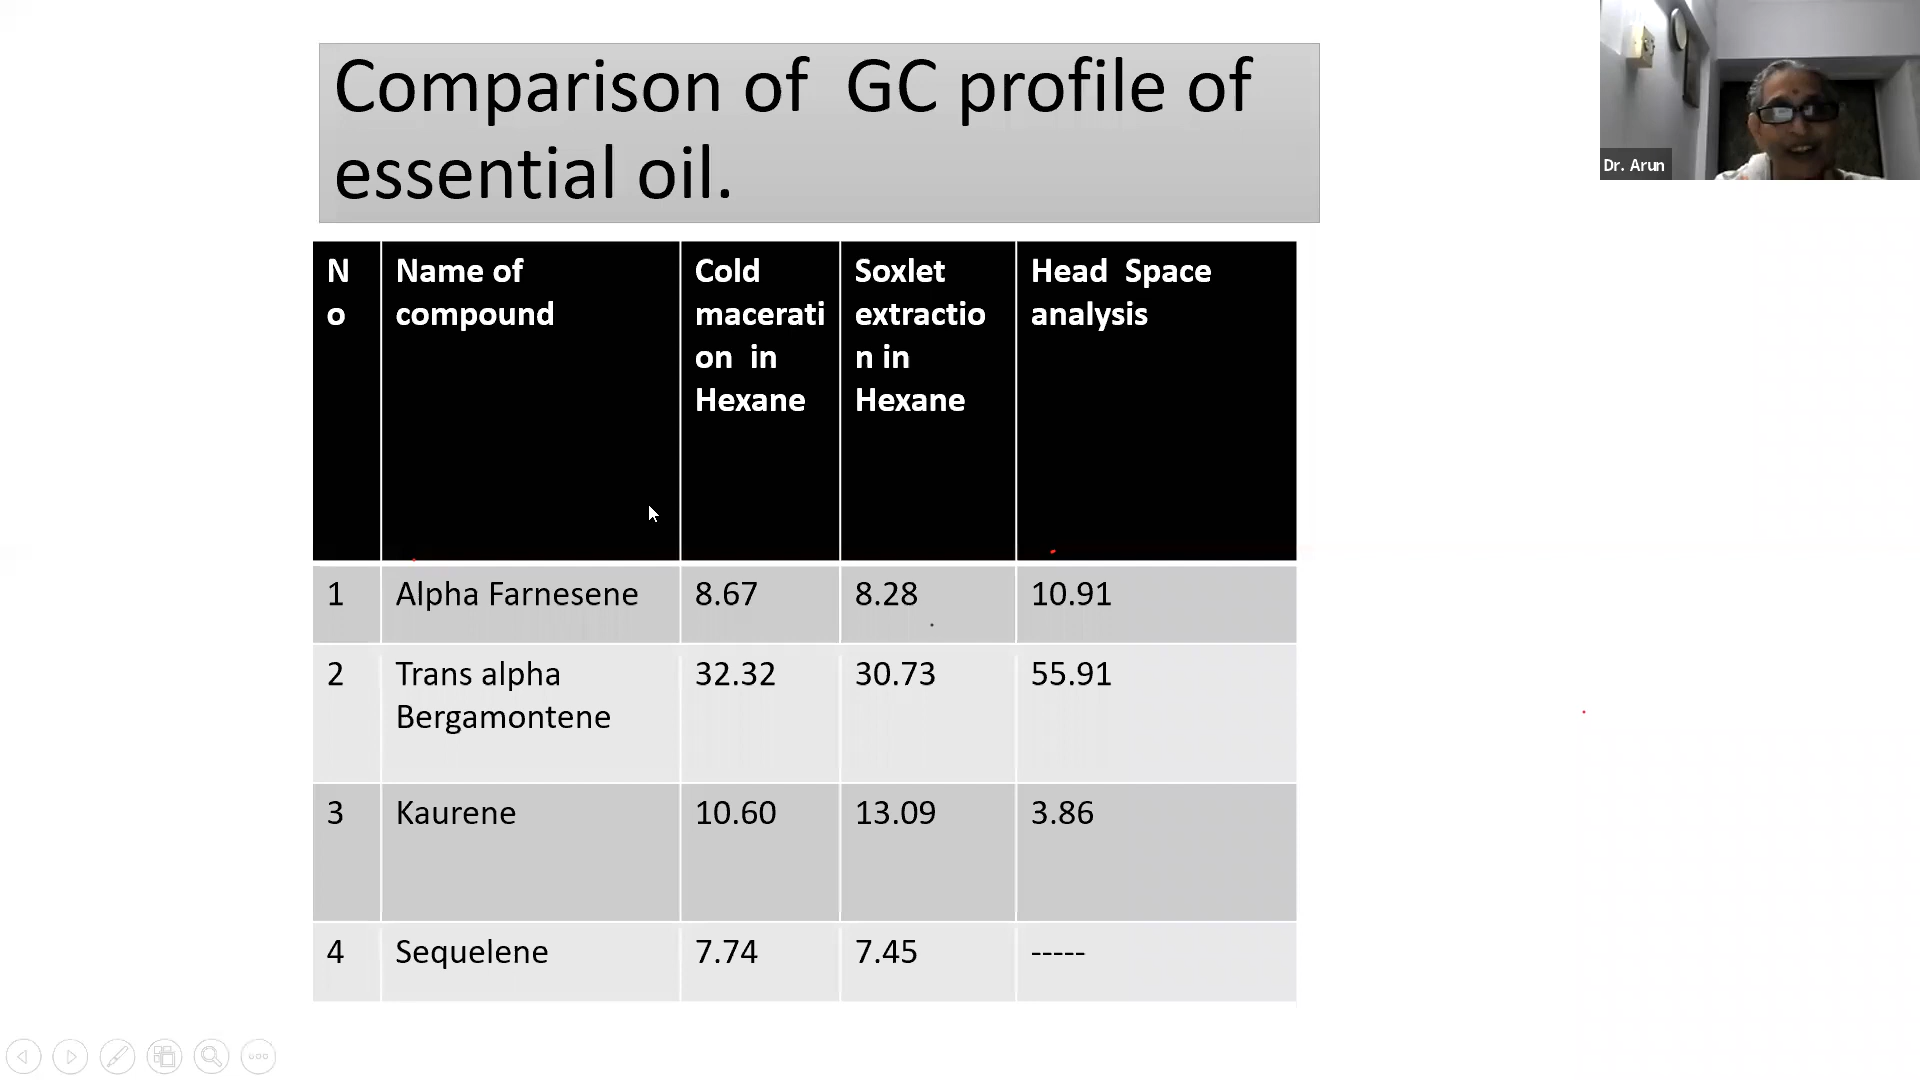 Comparison of  GC profile of
essential oil.
Dr. Arun
N
o
Name of
compound
Cold
macerati
on  in
Hexane
Soxlet
extractio
n in
Hexane
Head  Space
analysis
1
Alpha Farnesene
8.67
8.28
10.91
2
Trans alpha
Bergamontene
32.32
30.73
55.91
3
Kaurene
10.60
13.09
3.86
4
Sequelene
7.74
7.45
-----